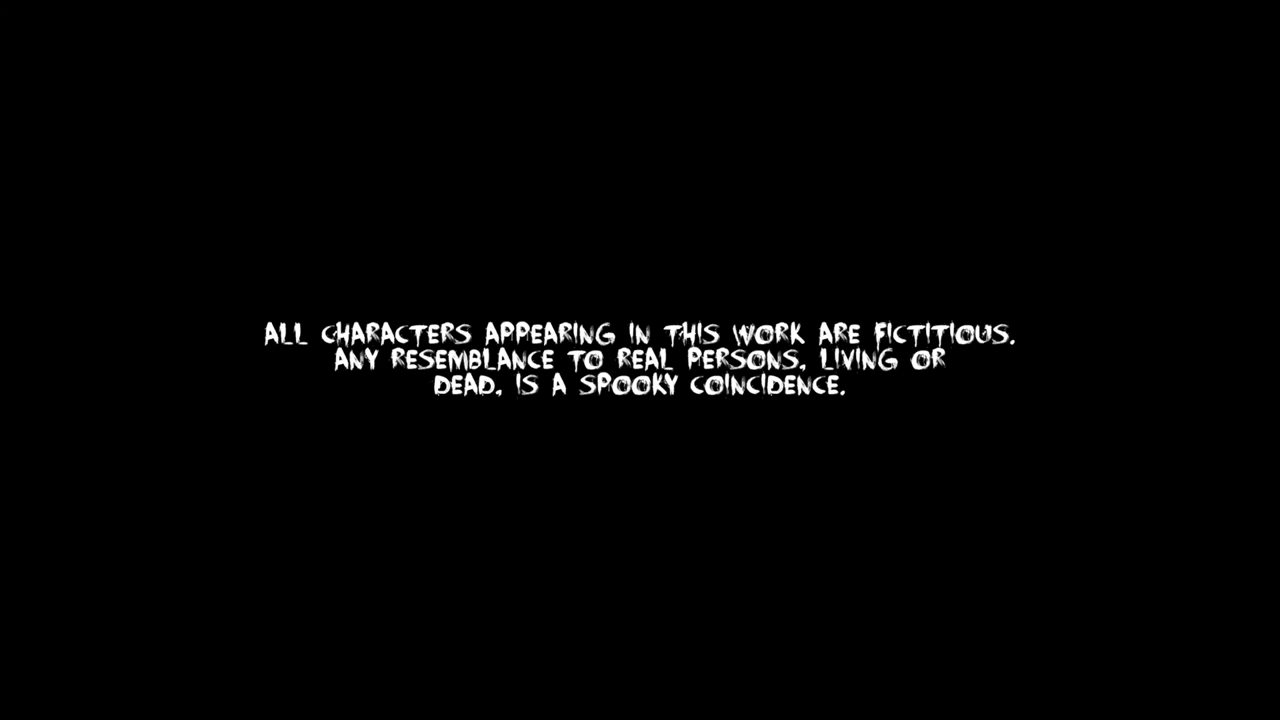 ALL CHARACTERS APPEARING IN THIS WORK ARE FICTITIOUS.
ANY RESEMBLANCE TO REAL PERSONS, LIVING OR
DEAD, IS A SPOOKY COINCIDENCE.